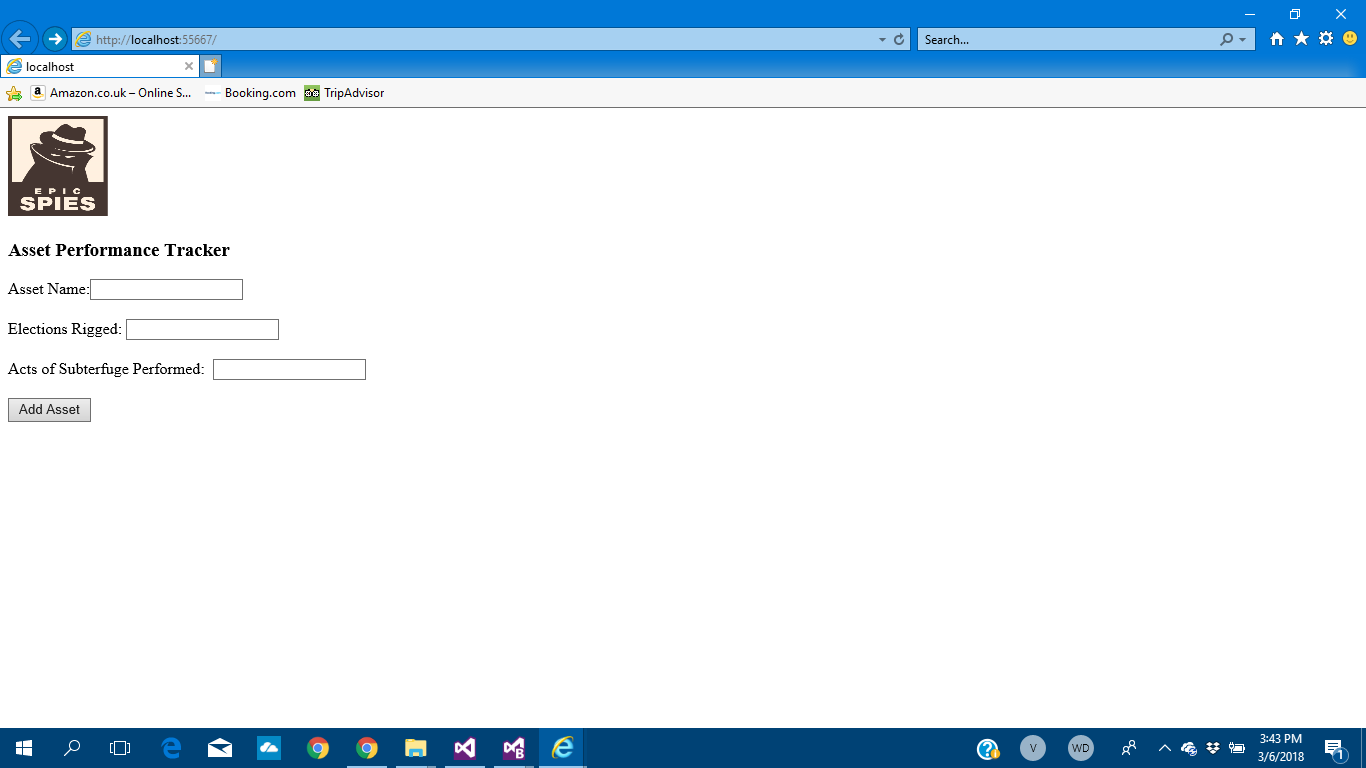 http://localhost:55667/
Search...
localhost
Amazon.co.uk – Online S...
Booking.com
TripAdvisor
EPIC
SPIES
Asset Performance Tracker
Asset Name:
Elections Rigged:
Acts of Subterfuge Performed:
Add Asset
V
WD
3:43 PM
3/6/2018
1